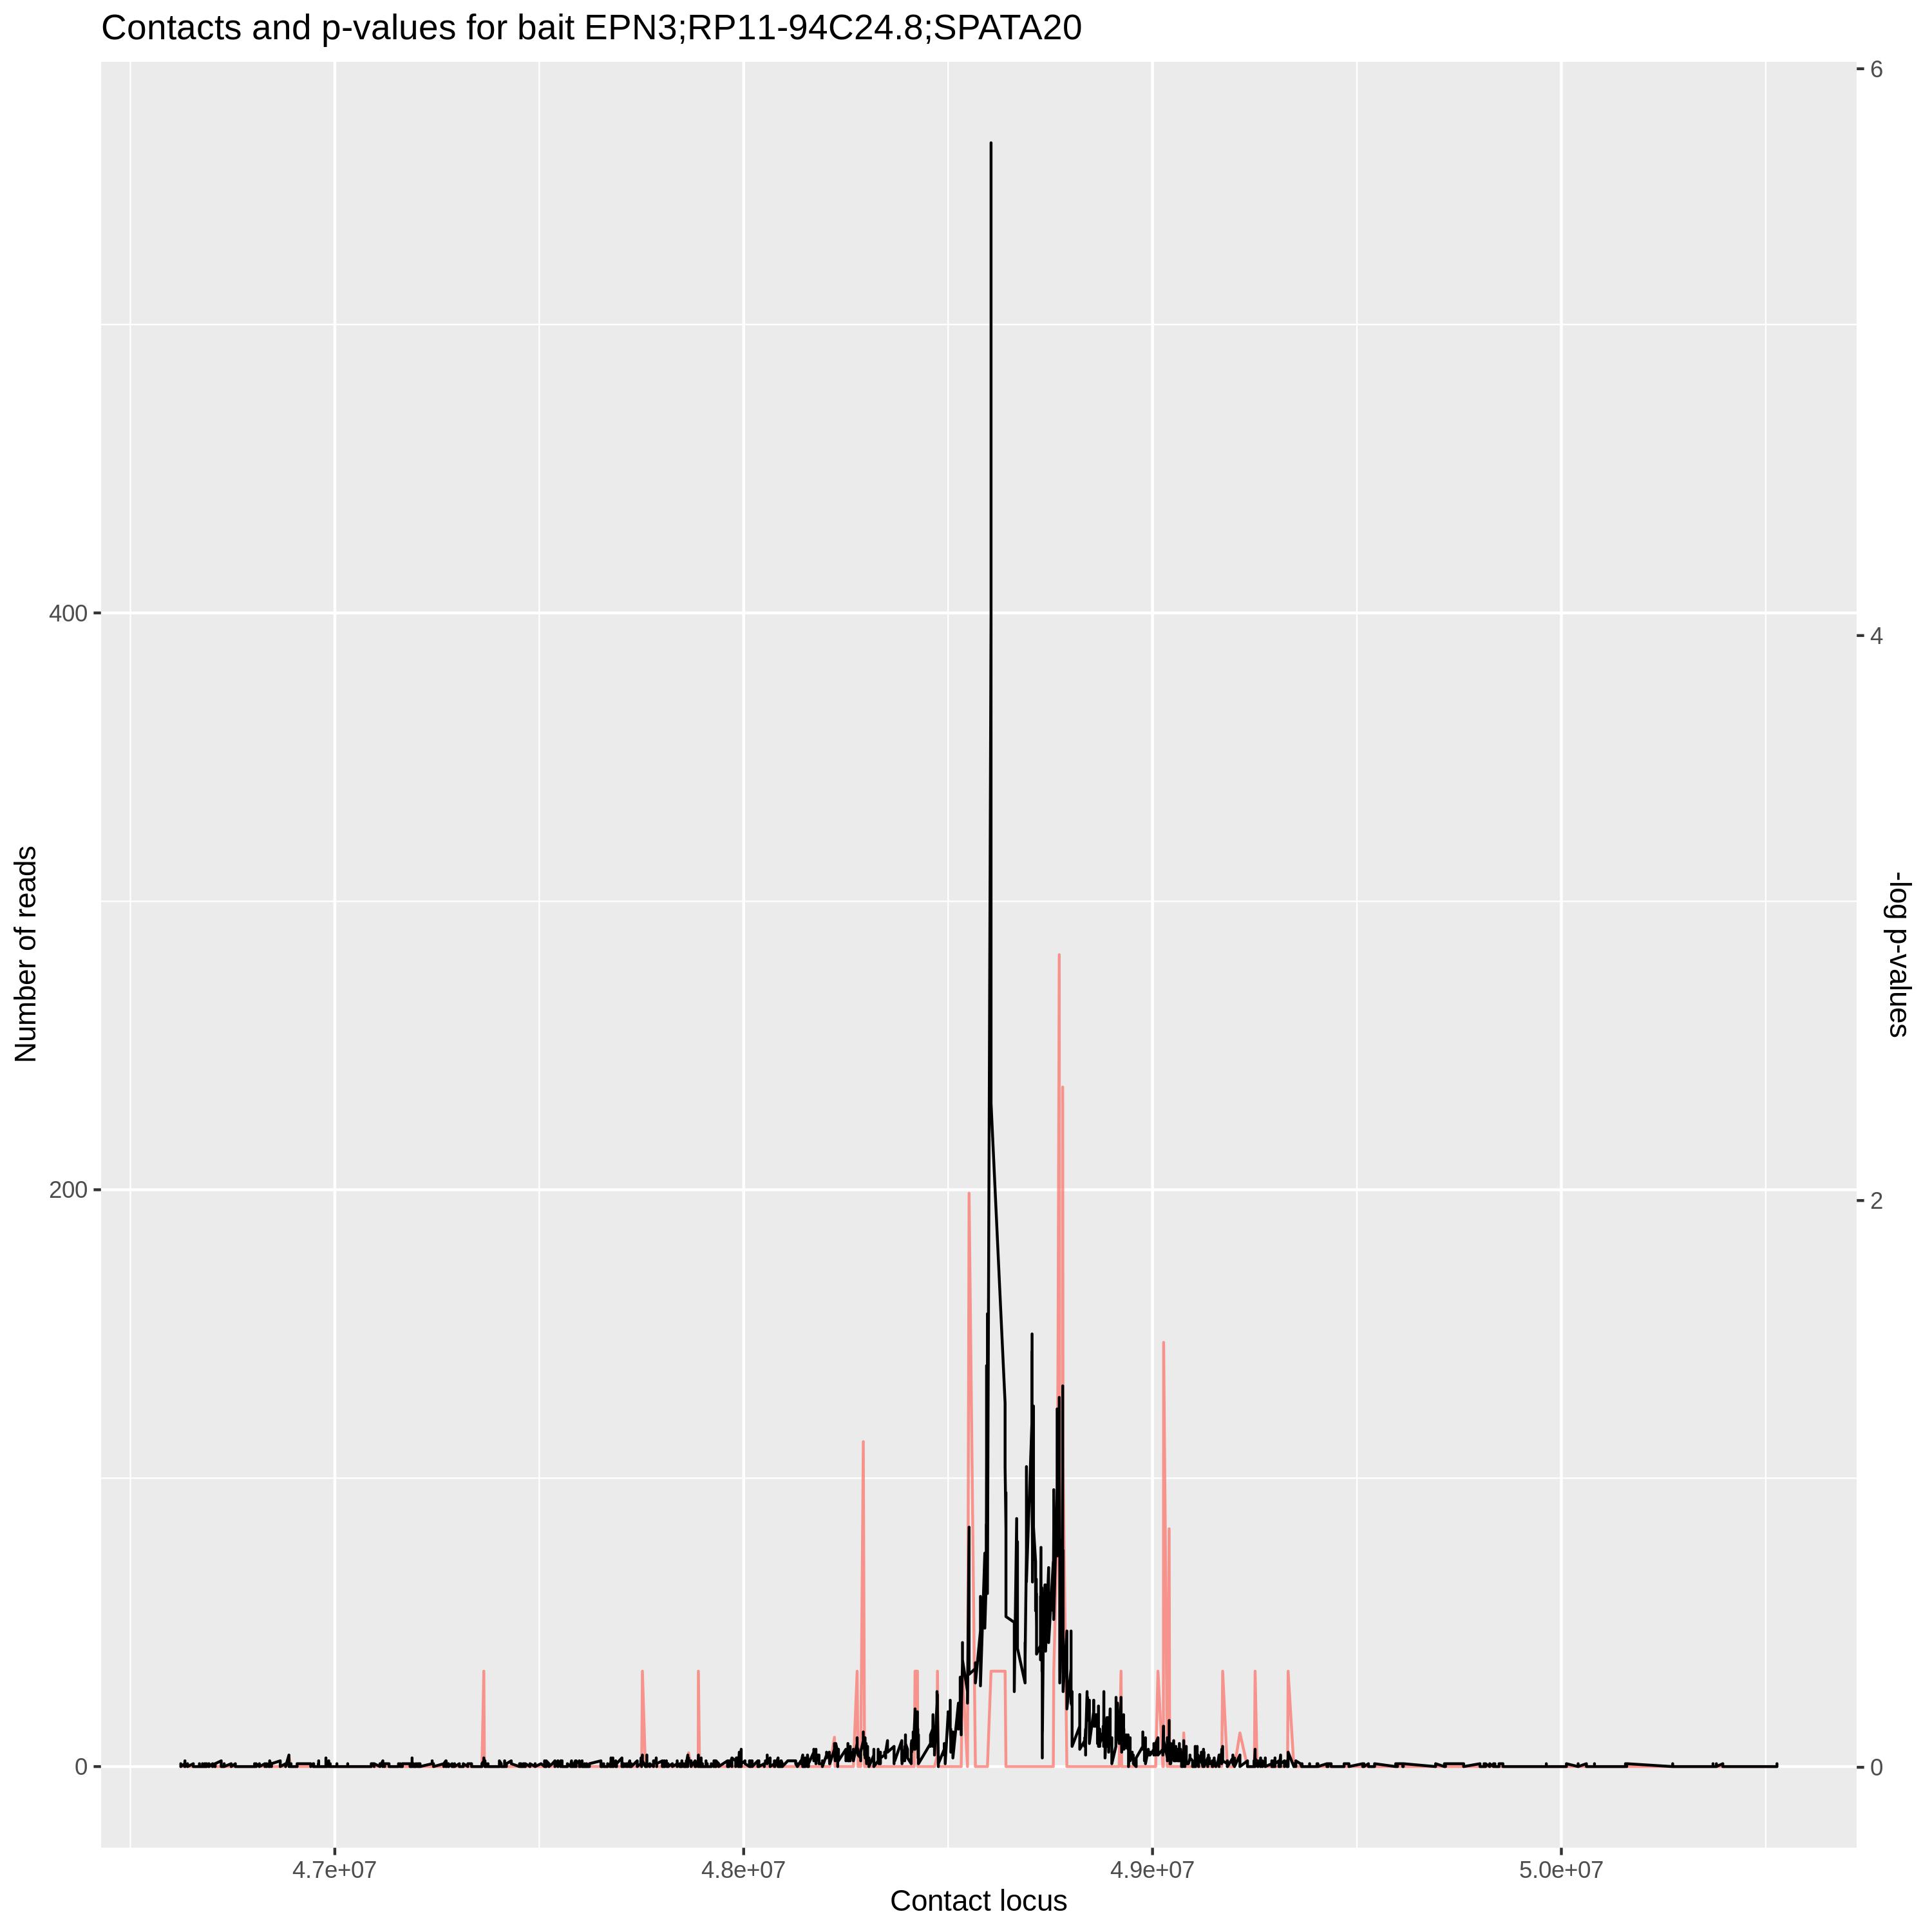 Contacts and p-values for bait EPN3;RP11-94C24.8;SPATA20
6
400
4
Number of reads
-log p-values
200
2
0
0
4.7e+07 4.8e+07 4.9e+07 5.0e+07
Contact locus